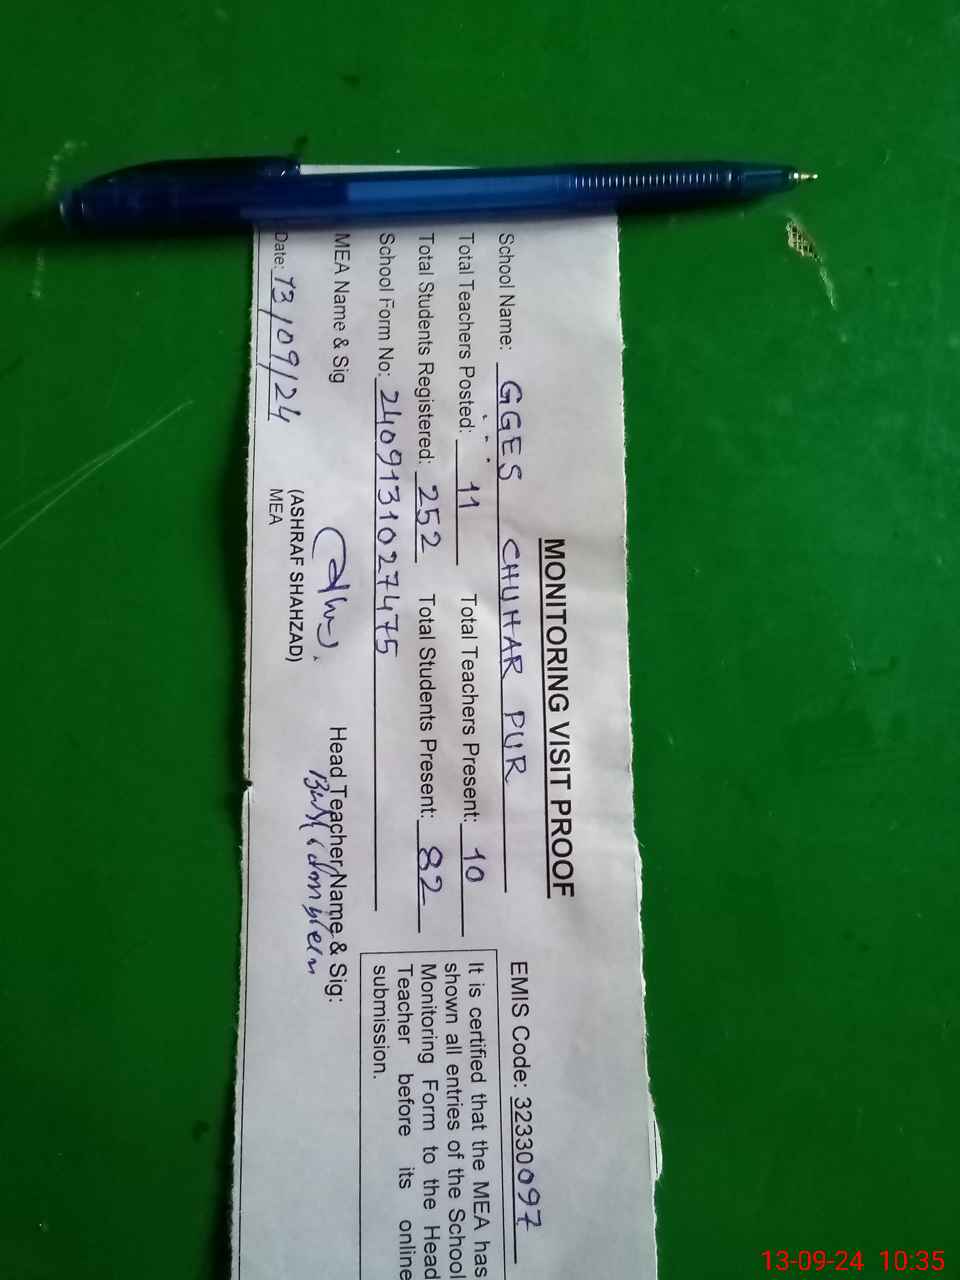 MONITORING VISIT PROOF
EMIS Code: 32330097
School Name: GGES CHUHAR PUR
Total Teachers Posted: 11 Total Teachers Present: 10
Total Students Registered: 252 Total Students Present: 82
School Form No: 2409131027475
It is certified that the MEA has
shown all entries of the School
Monitoring Form to the Head
Teacher before its online
submission.
MEA Name & Sig
Head Teacher Name & Sig:
(ASHRAF SHAHZAD)
MEA
Date: 13/09/24
13-09-24 10:35